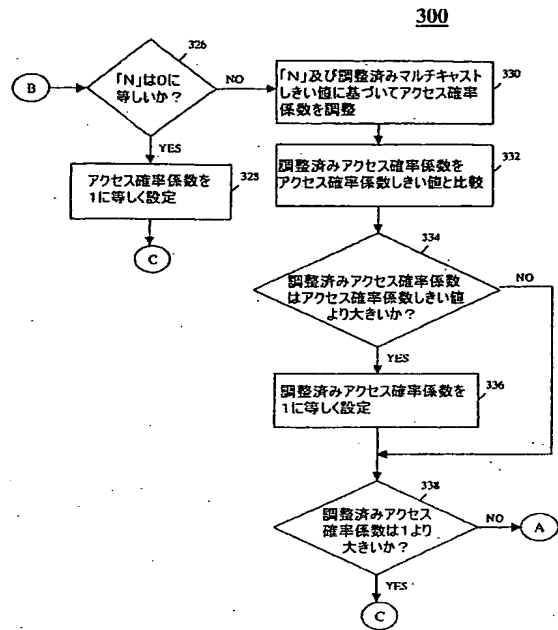 300
326
B
「N」は0に
等しいか？
NO
「N」及び調整済みマルチキャスト
しきい値に基づいてアクセス確率
係数を調整
330
YES
アクセス確率係数を
1に等しく設定
328
C
調整済みアクセス確率係数を
アクセス確率係数しきい値と比較
332
334
調整済みアクセス確率係数
はアクセス確率係数しきい値
より大きいか？
NO
YES
調整済みアクセス確率係数を
1に等しく設定
336
338
調整済みアクセス
確率係数は1より
大きいか？
NO
A
YES
C